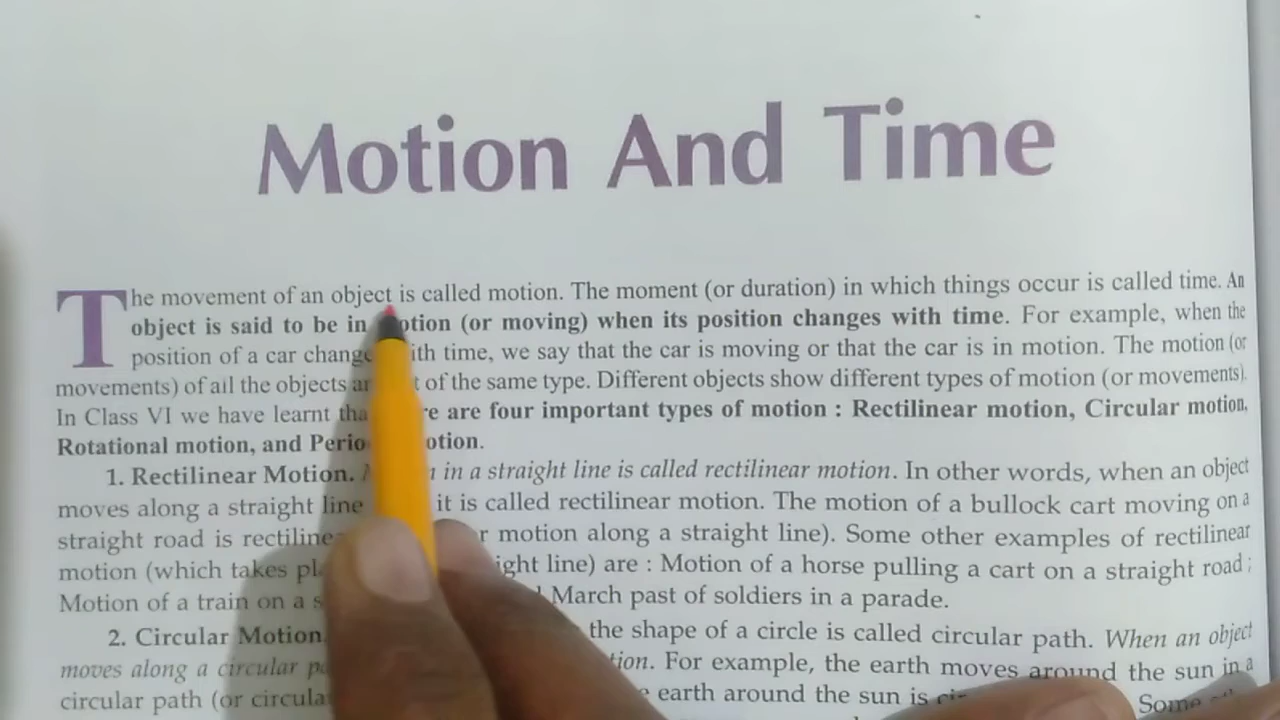 Motion And Time
The movement of an object is called motion. The moment (or duration) in which things occur is called time. An
object is said to be in otion (or moving) when its position changes with time. For example, when the
position of a car change ith time, we say that the car is moving or that the car is in motion. The motion (or
movements) of all the objects of the same type. Different objects show different types of motion (or movements).
In Class VI we have learnt are four important types of motion : Rectilinear motion, Circular motion,
Rotational motion, and Perio otion.
1. Rectilinear Motion. in a straight line is called rectilinear motion. In other words, when an object
moves along a straight line it is called rectilinear motion. The motion of a bullock cart moving on a
straight road is rectiline r motion along a straight line). Some other examples of rectilinear
motion (which takes ight line) are : Motion of a horse pulling a cart on a straight road ;
Motion of a train on a s March past of soldiers in a parade.
2. Circular Motion. the shape of a circle is called circular path. When an object
moves along a circular tion. For example, the earth moves around the sun in a
circular path (or circula earth around the sun is Some